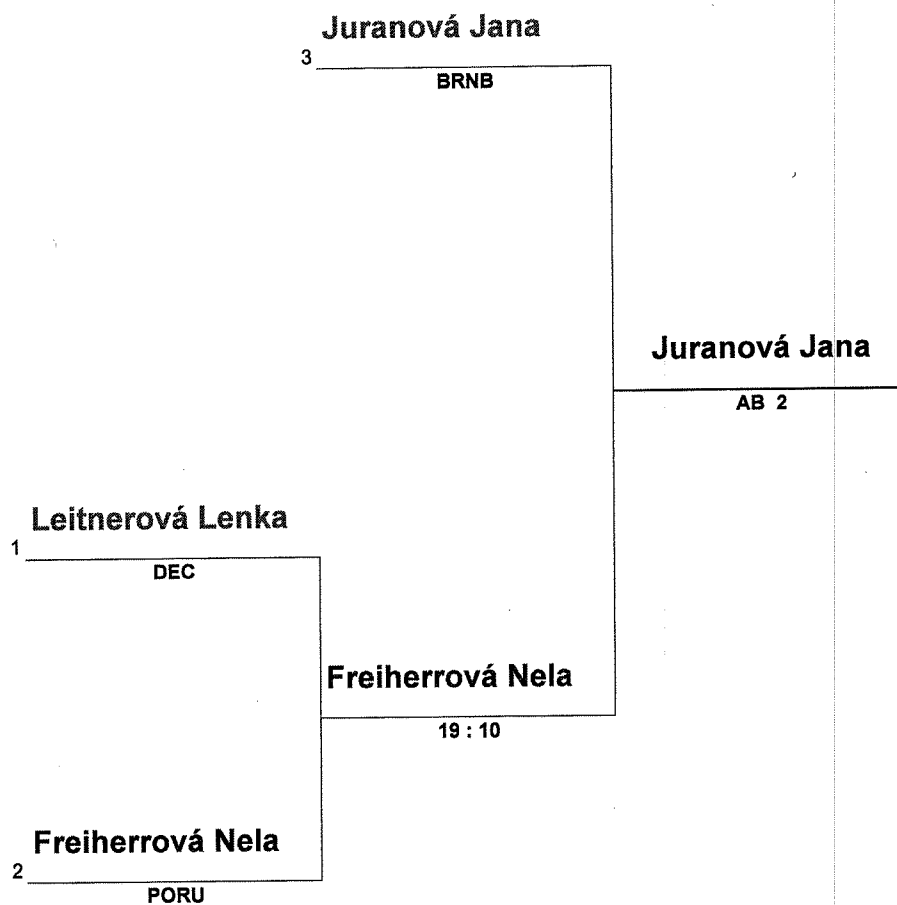 Juranová Jana
3
BRNB
Juranová Jana
AB 2
Leitnerová Lenka
1
DEC
Freiherrová Nela
19 : 10
Freiherrová Nela
2
PORU